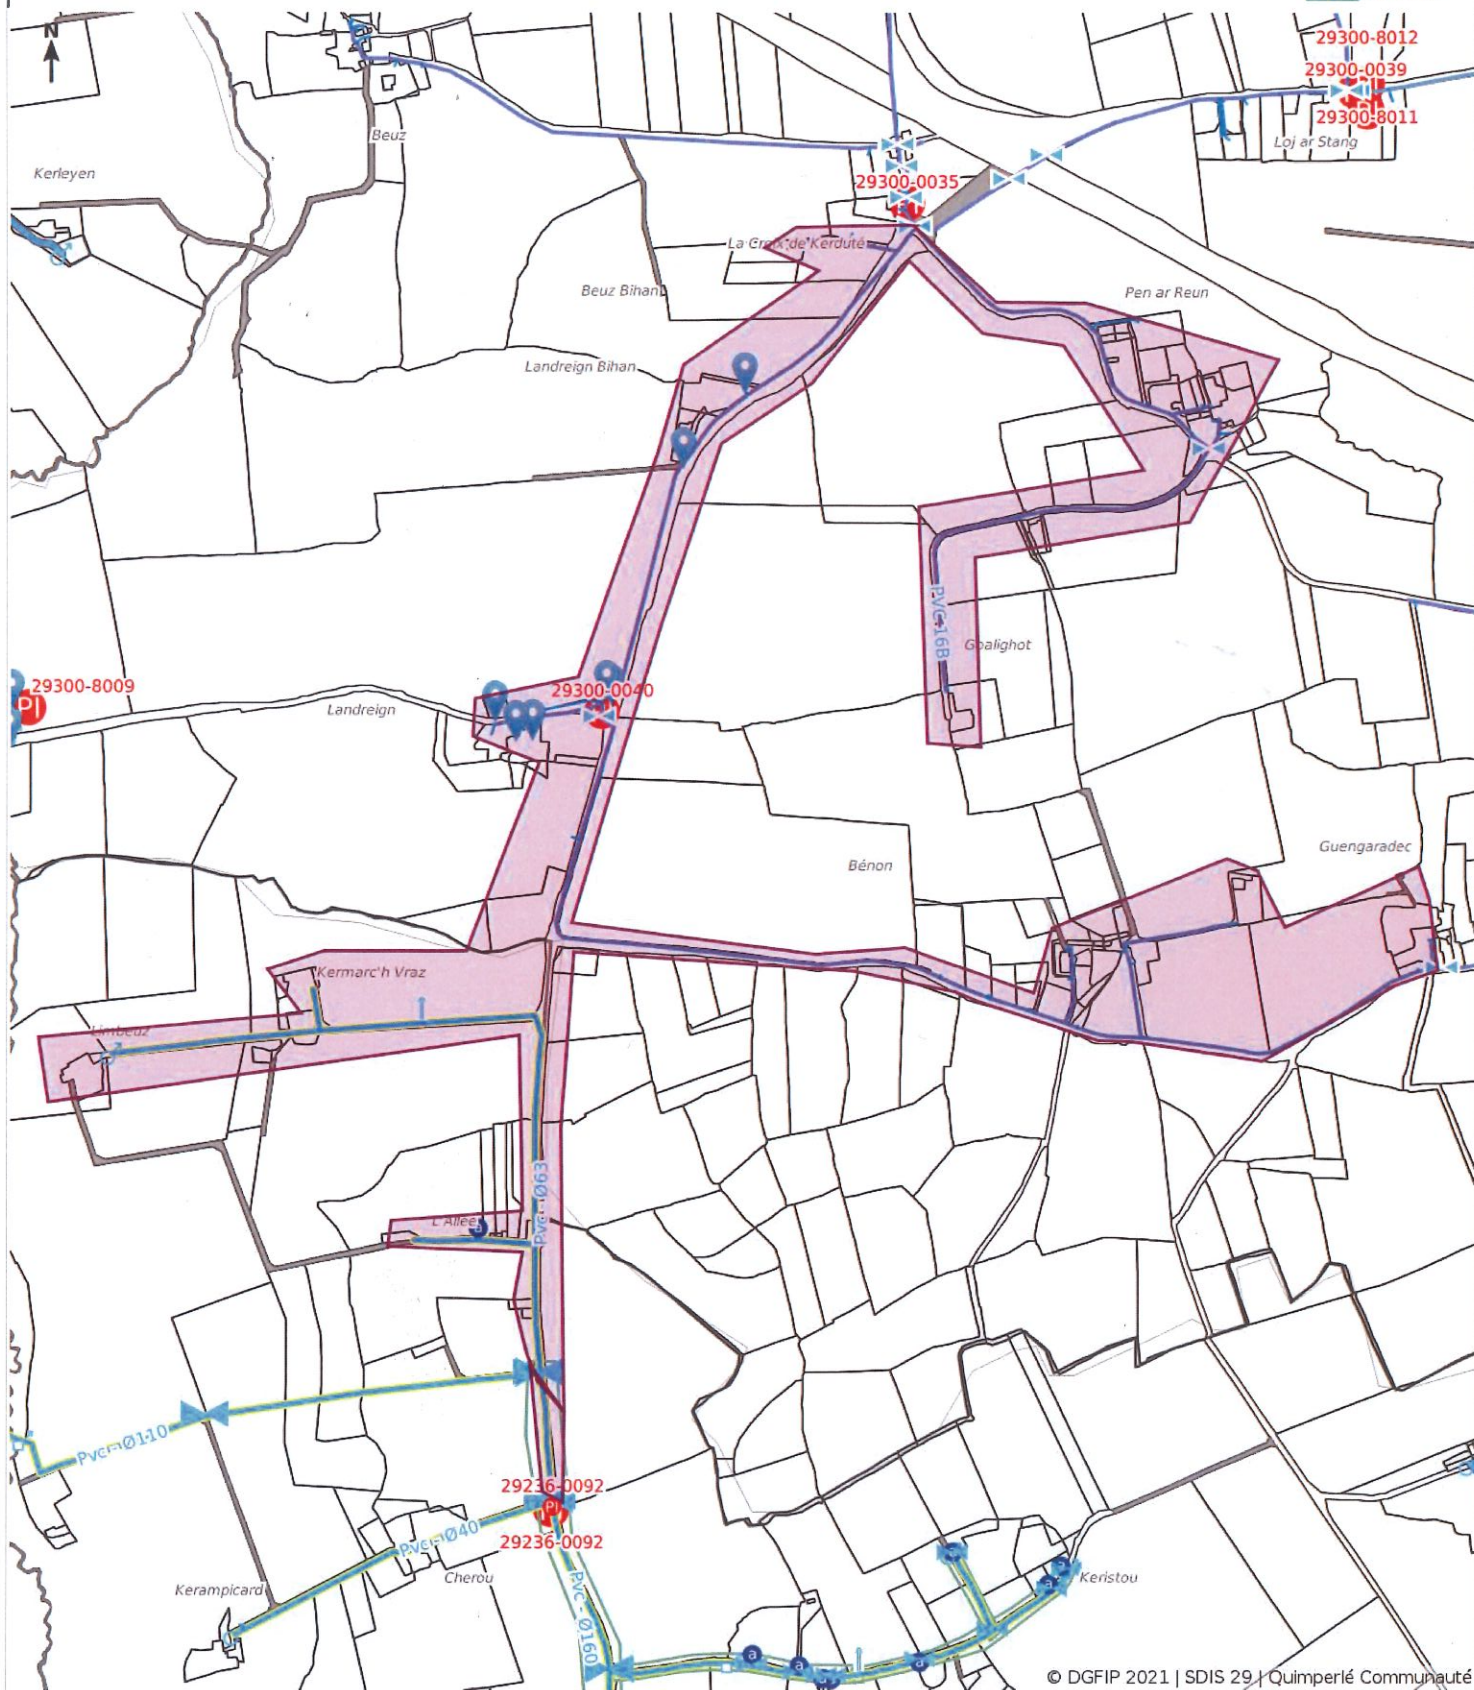 N
29300-8012
29300-0039
29300-8011
Beuz
Loj ar Stang
Kerleyen
29300-0035
La Croix de Kerduté
Beuz Bihan
Pen ar Reun
Landreign Bihan
PVC-16B
Goalighot
29300-8009
PI
29300-0040
Landreign
Guengaradec
Bénon
Kermarc'h Vraz
Limbeuz
Pvc - Ø63
L'Allée
a
Pvc - Ø110
29236-0092
PI
29236-0092
Pvc - Ø40
Kerampicard
Cherou
Pvc - Ø160
Keristou
a
a
a
a
a
© DGFIP 2021 | SDIS 29 | Quimperlé Communauté